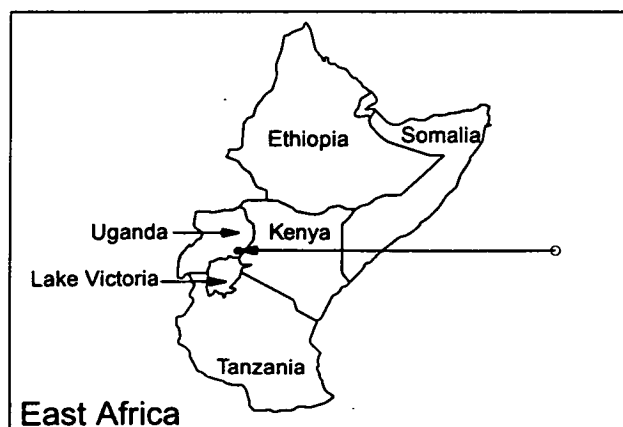 Ethiopia
Somalia
Uganda
Kenya
Lake Victoria
Tanzania
East Africa